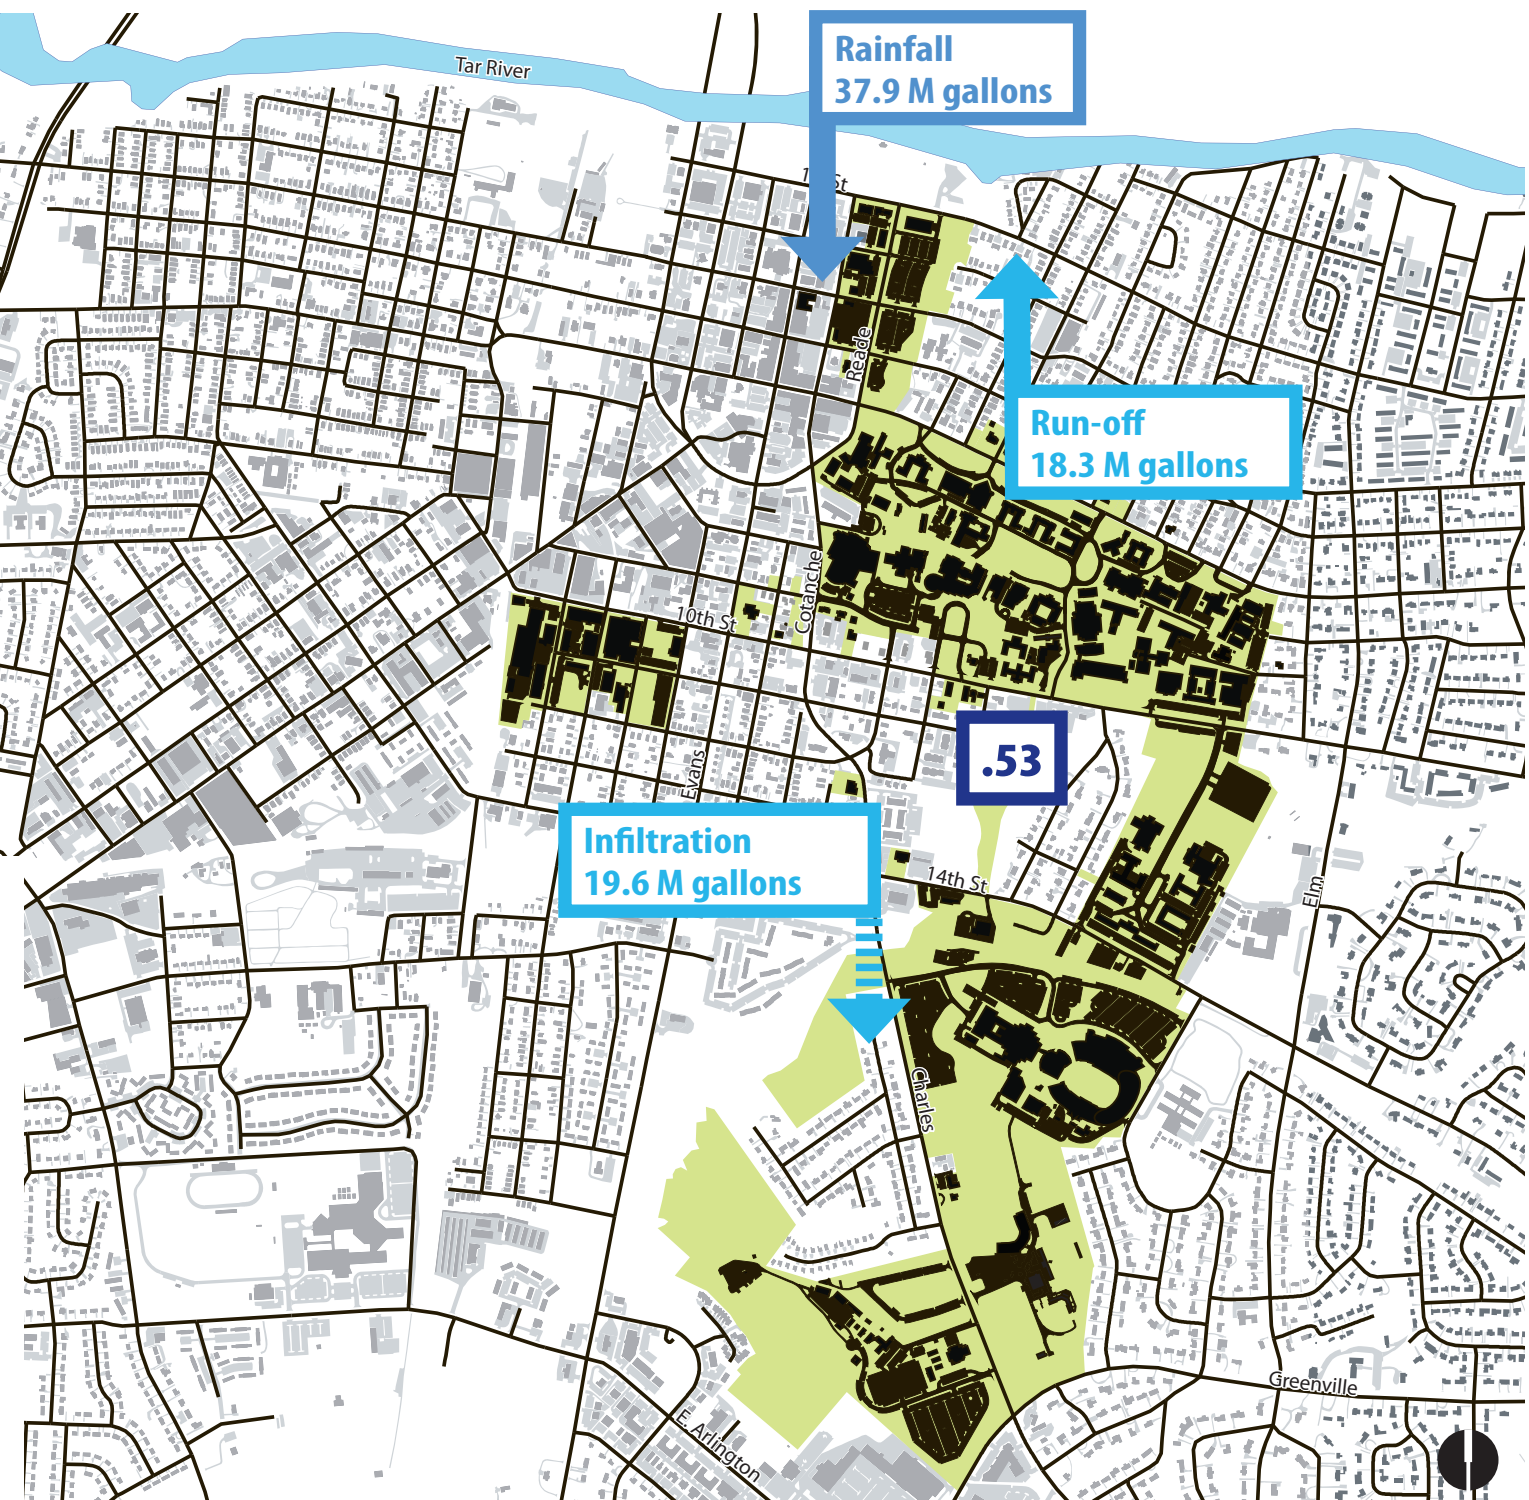 Rainfall
37.9 M gallons
Tar River
Reade
Run-off
18.3 M gallons
Cotanche
10th St
.53
Evans
Infiltration
19.6 M gallons
14th St
Elm
Charles
Greenville
E. Arlington